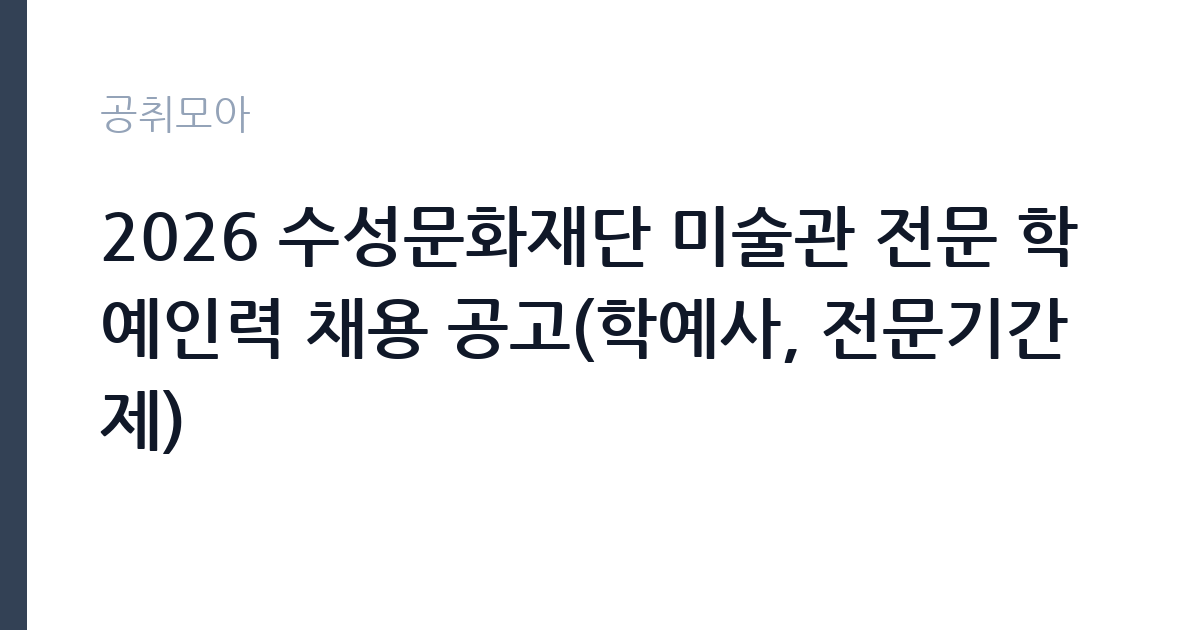 공취모아
2026 수성문화재단 미술관 전문 학
예인력 채용 공고(학예사, 전문기간
제)